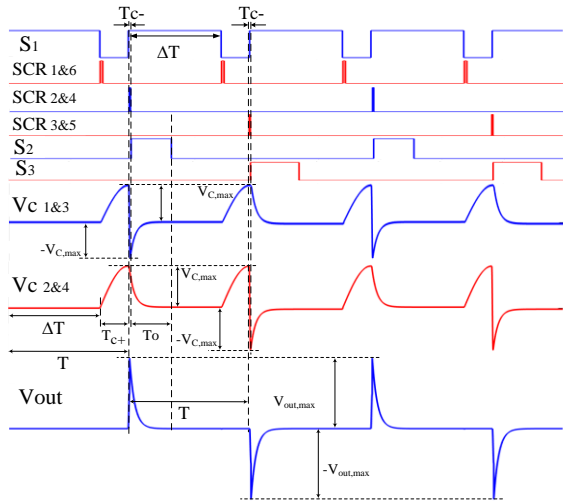 Tc- Tc-
S1 ΔT
SCR 1&6
SCR 2&4
SCR 3&5
S2
S3
Vc 1&3 VC,max
-VC,max
Vc 2&4 VC,max
ΔT Tc+ To -VC,max
T
Vout T Vout,max
-Vout,max